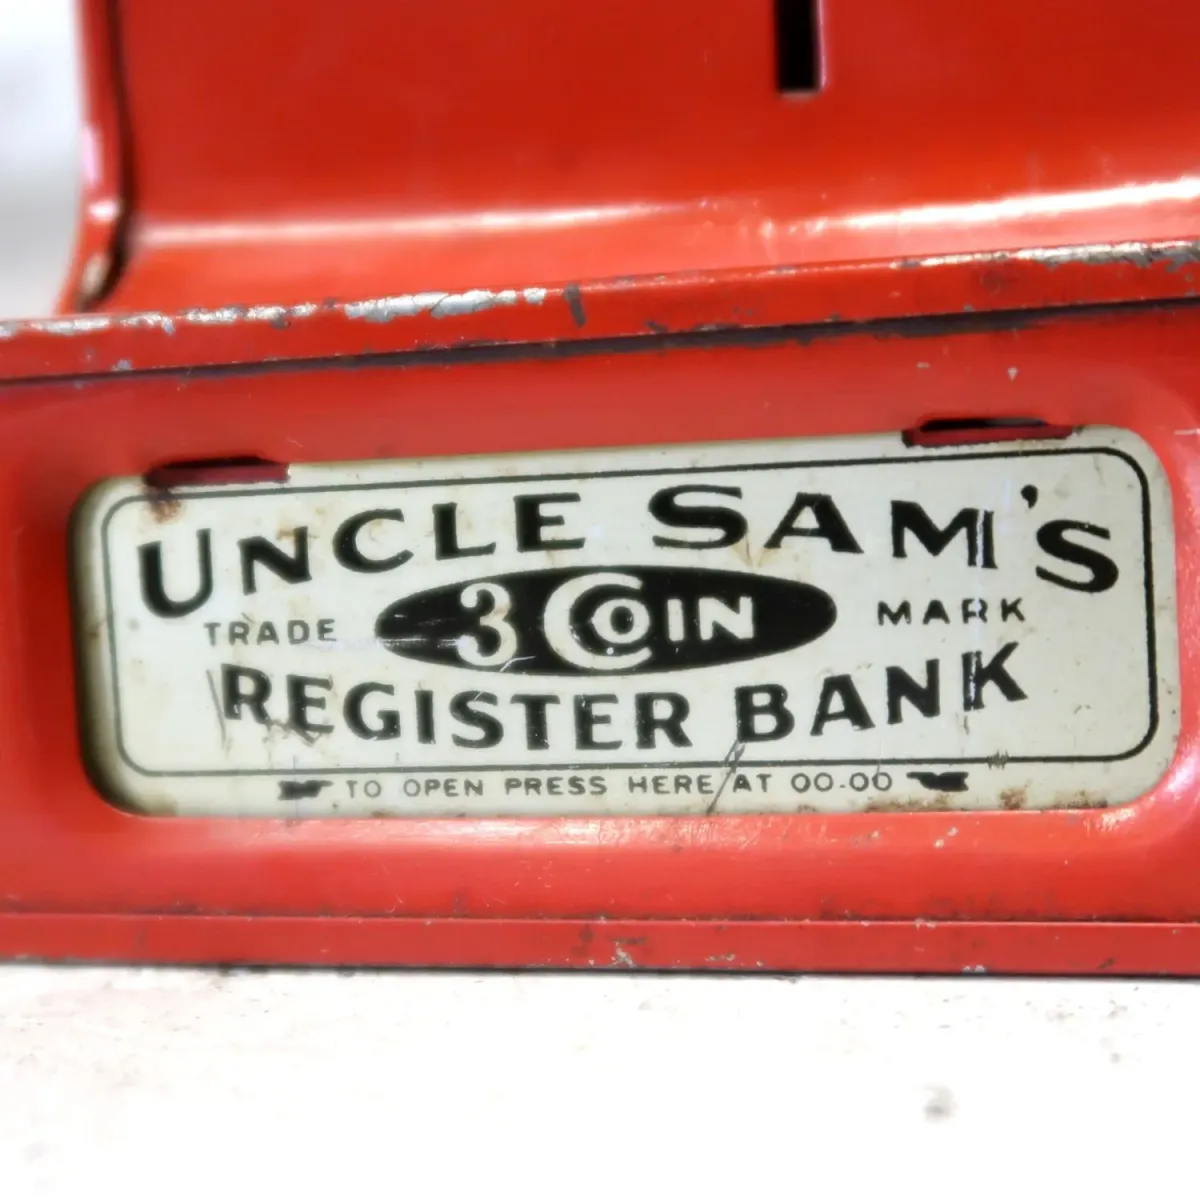 UNCLE SAM'S
TRADE 3 COIN MARK
REGISTER BANK
TO OPEN PRESS HERE AT 00-00